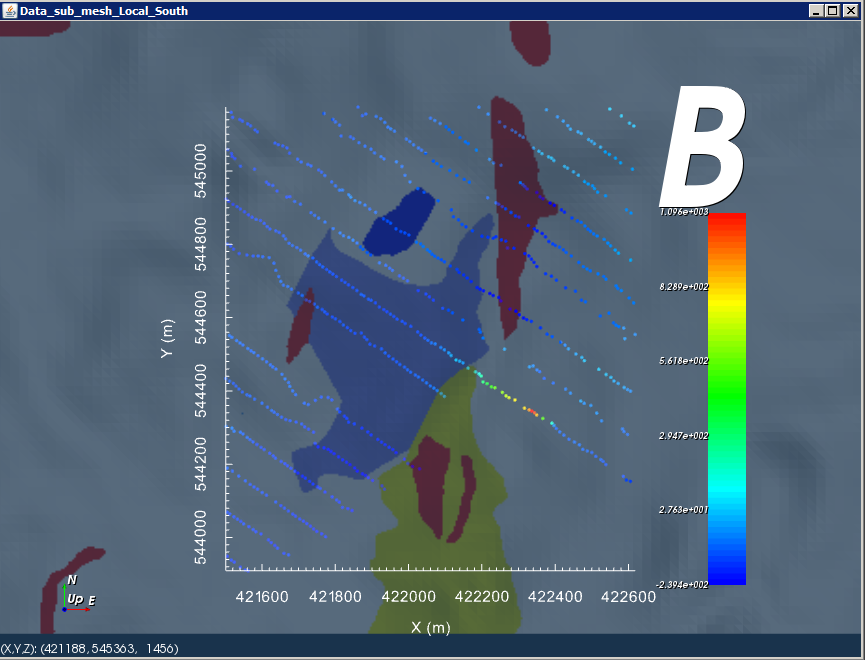 Data_sub_mesh_Local_South
B
1.096e+003
8.289e+002
5.618e+002
2.947e+002
2.763e+001
-2.394e+002
545000
544800
544600
544400
544200
544000
Y (m)
421600 421800 422000 422200 422400 422600
X (m)
N
Up E
(X,Y,Z): (421188, 545363, 1456)